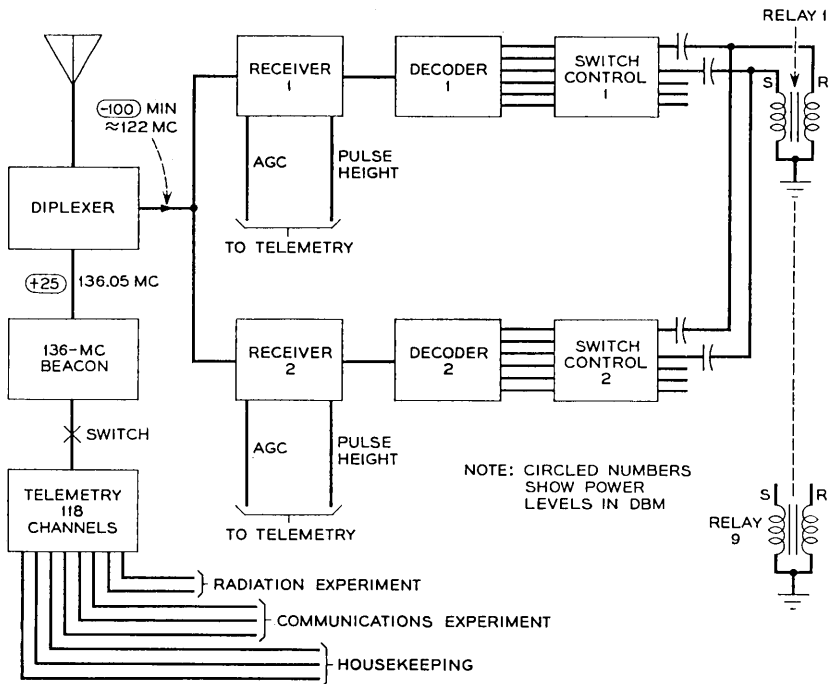 RELAY 1
RECEIVER
1
DECODER
1
SWITCH
CONTROL
1
S
R
-100 MIN
≈122 MC
AGC
PULSE
HEIGHT
TO TELEMETRY
DIPLEXER
+25 136.05 MC
136-MC
BEACON
RECEIVER
2
DECODER
2
SWITCH
CONTROL
2
SWITCH
AGC
PULSE
HEIGHT
TO TELEMETRY
NOTE: CIRCLED NUMBERS
SHOW POWER
LEVELS IN DBM
S
R
RELAY
9
TELEMETRY
118
CHANNELS
RADIATION EXPERIMENT
COMMUNICATIONS EXPERIMENT
HOUSEKEEPING